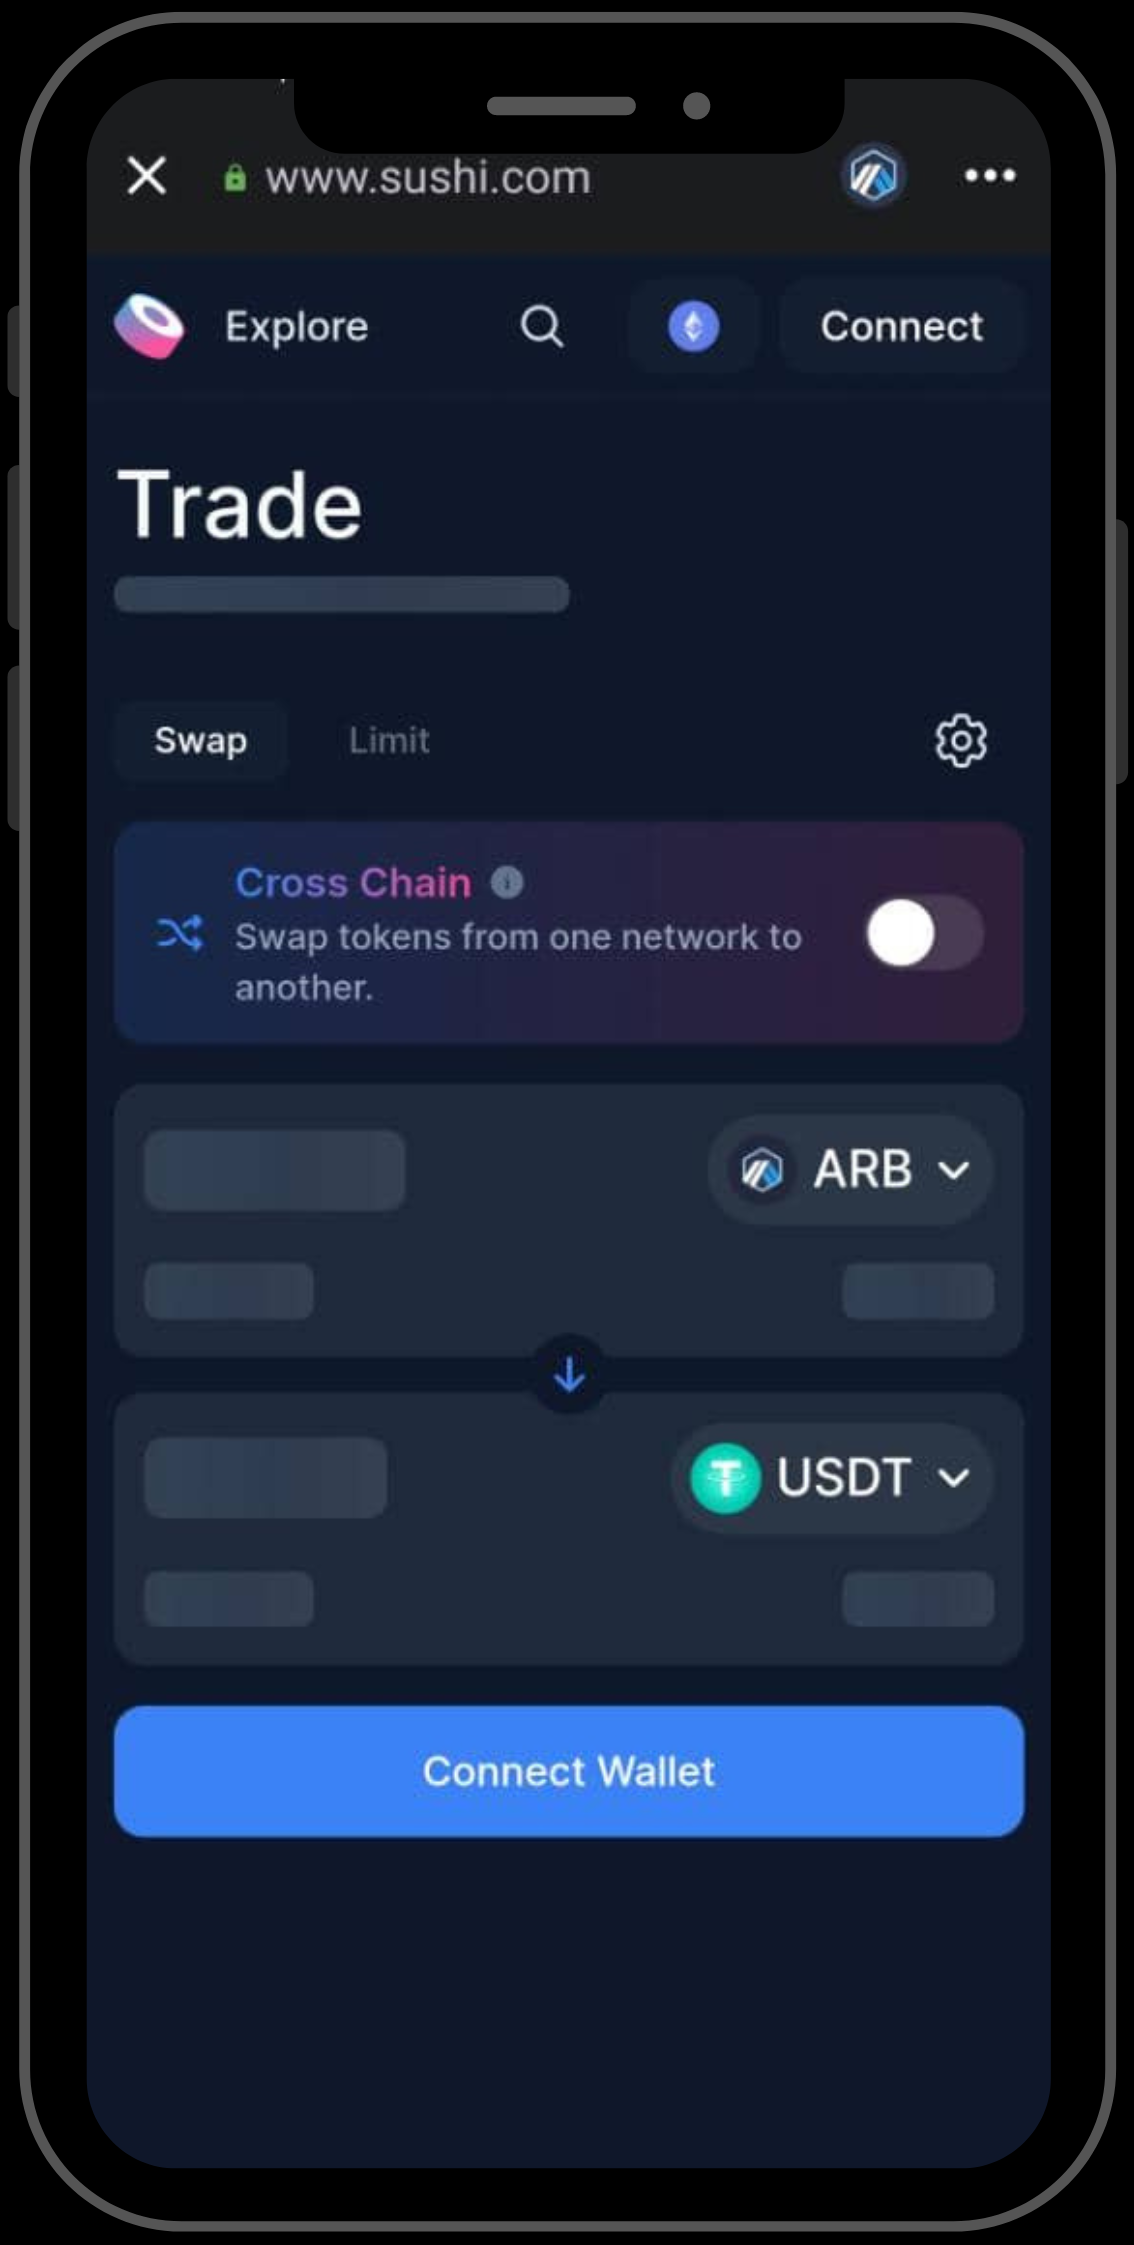 www.sushi.com
Explore
Connect
Trade
Swap
Limit
Cross Chain
Swap tokens from one network to
another.
ARB
USDT
Connect Wallet